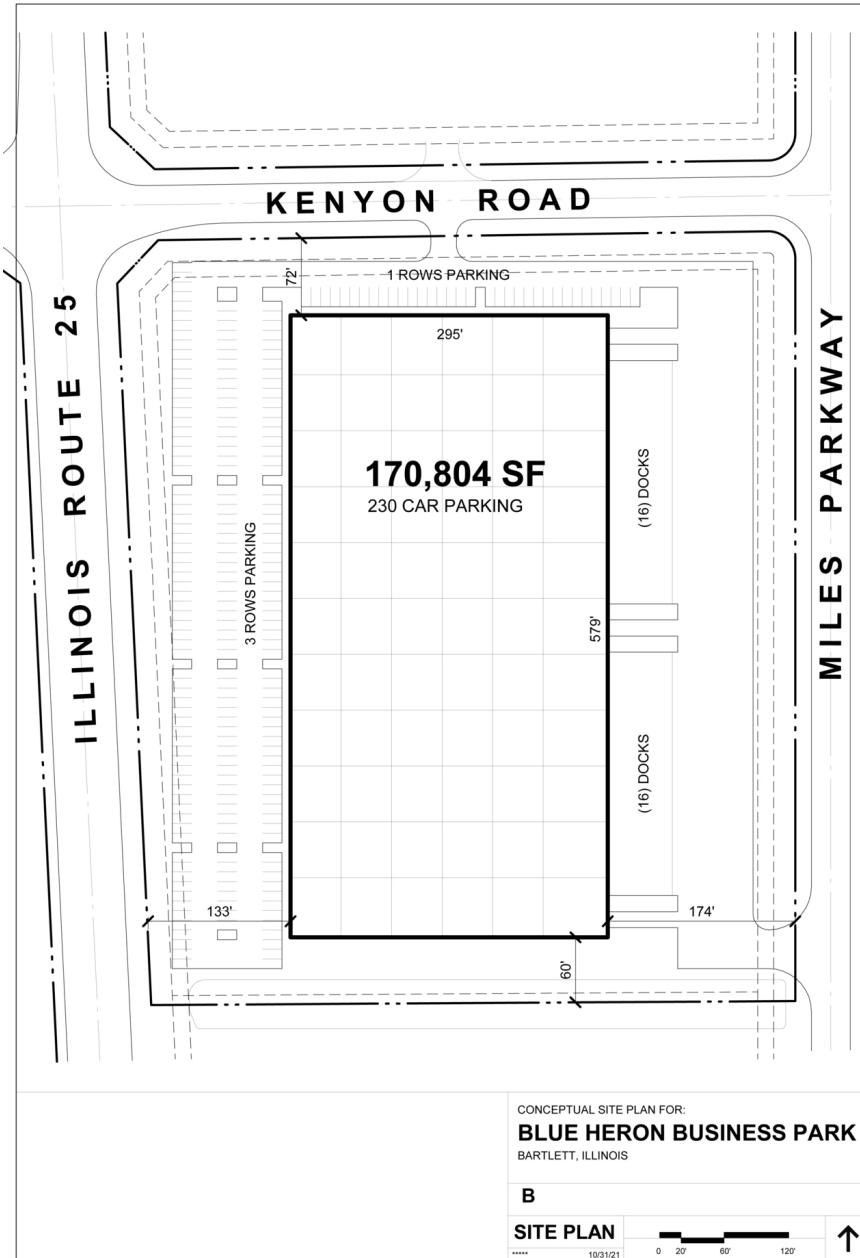 KENYON ROAD
72'
1 ROWS PARKING
295'
ILLINOIS ROUTE 25
MILES PARKWAY
170,804 SF
230 CAR PARKING
(16) DOCKS
3 ROWS PARKING
579'
(16) DOCKS
133'
174'
60'
CONCEPTUAL SITE PLAN FOR:
BLUE HERON BUSINESS PARK
BARTLETT, ILLINOIS
B
SITE PLAN
***** 10/31/21
0 20' 60' 120'